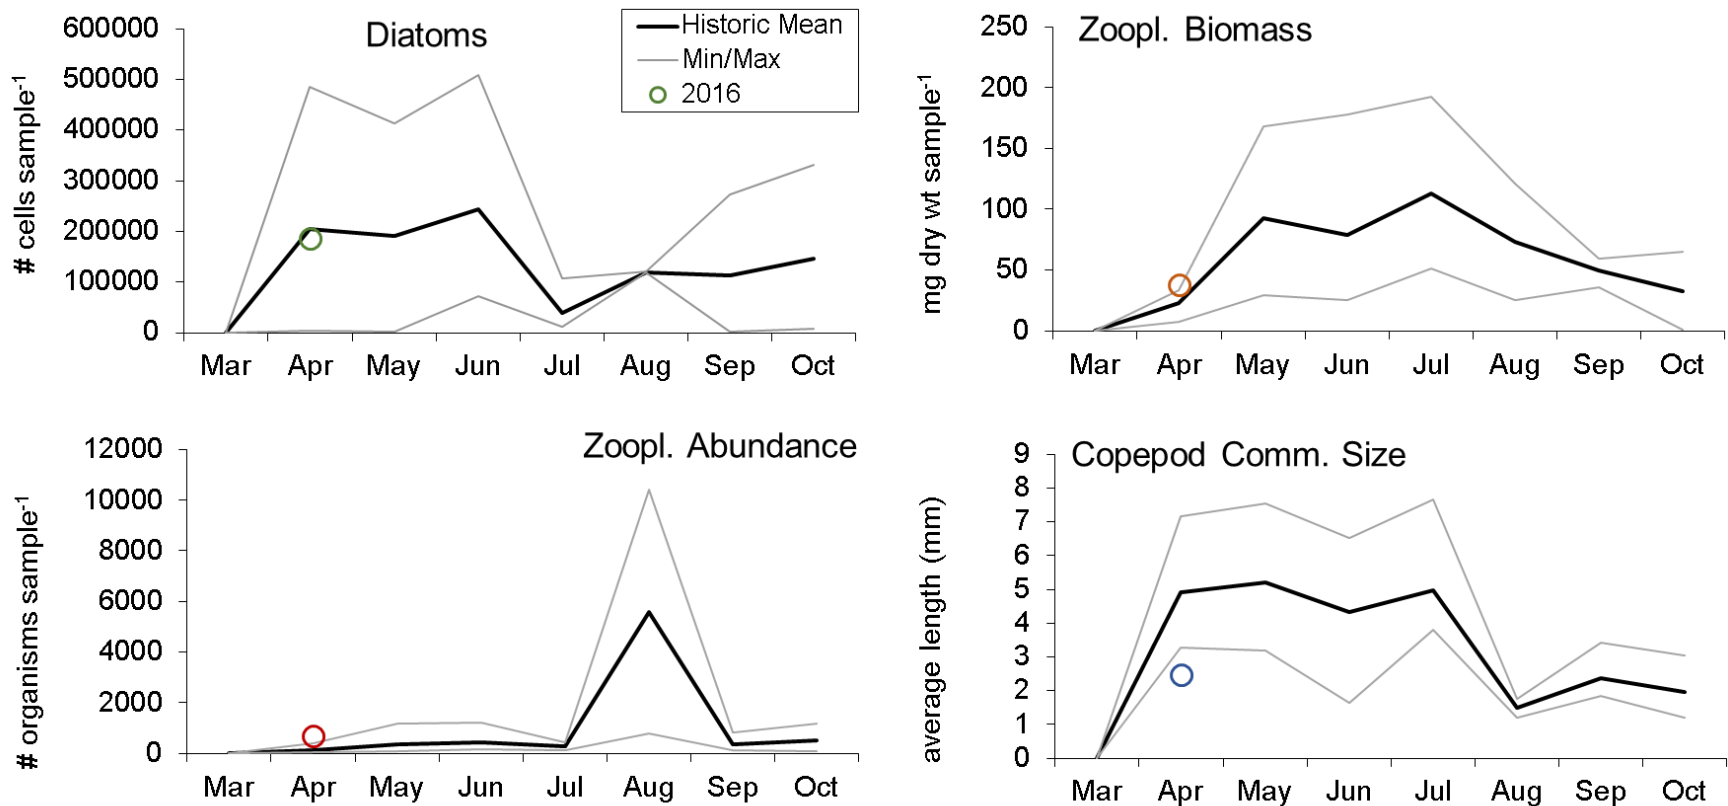 Diatoms
Historic Mean
Min/Max
2016
# cells sample-1
600000
500000
400000
300000
200000
100000
0
Mar Apr May Jun Jul Aug Sep Oct
Zoopl. Biomass
mg dry wt sample-1
250
200
150
100
50
0
Mar Apr May Jun Jul Aug Sep Oct
Zoopl. Abundance
# organisms sample-1
12000
10000
8000
6000
4000
2000
0
Mar Apr May Jun Jul Aug Sep Oct
Copepod Comm. Size
average length (mm)
9
8
7
6
5
4
3
2
1
0
Mar Apr May Jun Jul Aug Sep Oct